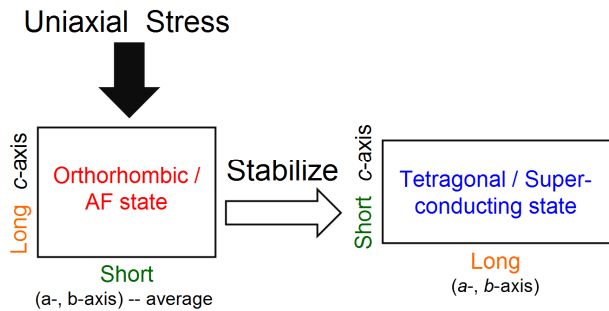 Uniaxial Stress
Long c-axis
Orthorhombic /
AF state
Short
(a-, b-axis) -- average
Stabilize
Short c-axis
Tetragonal / Super-
conducting state
Long
(a-, b-axis)